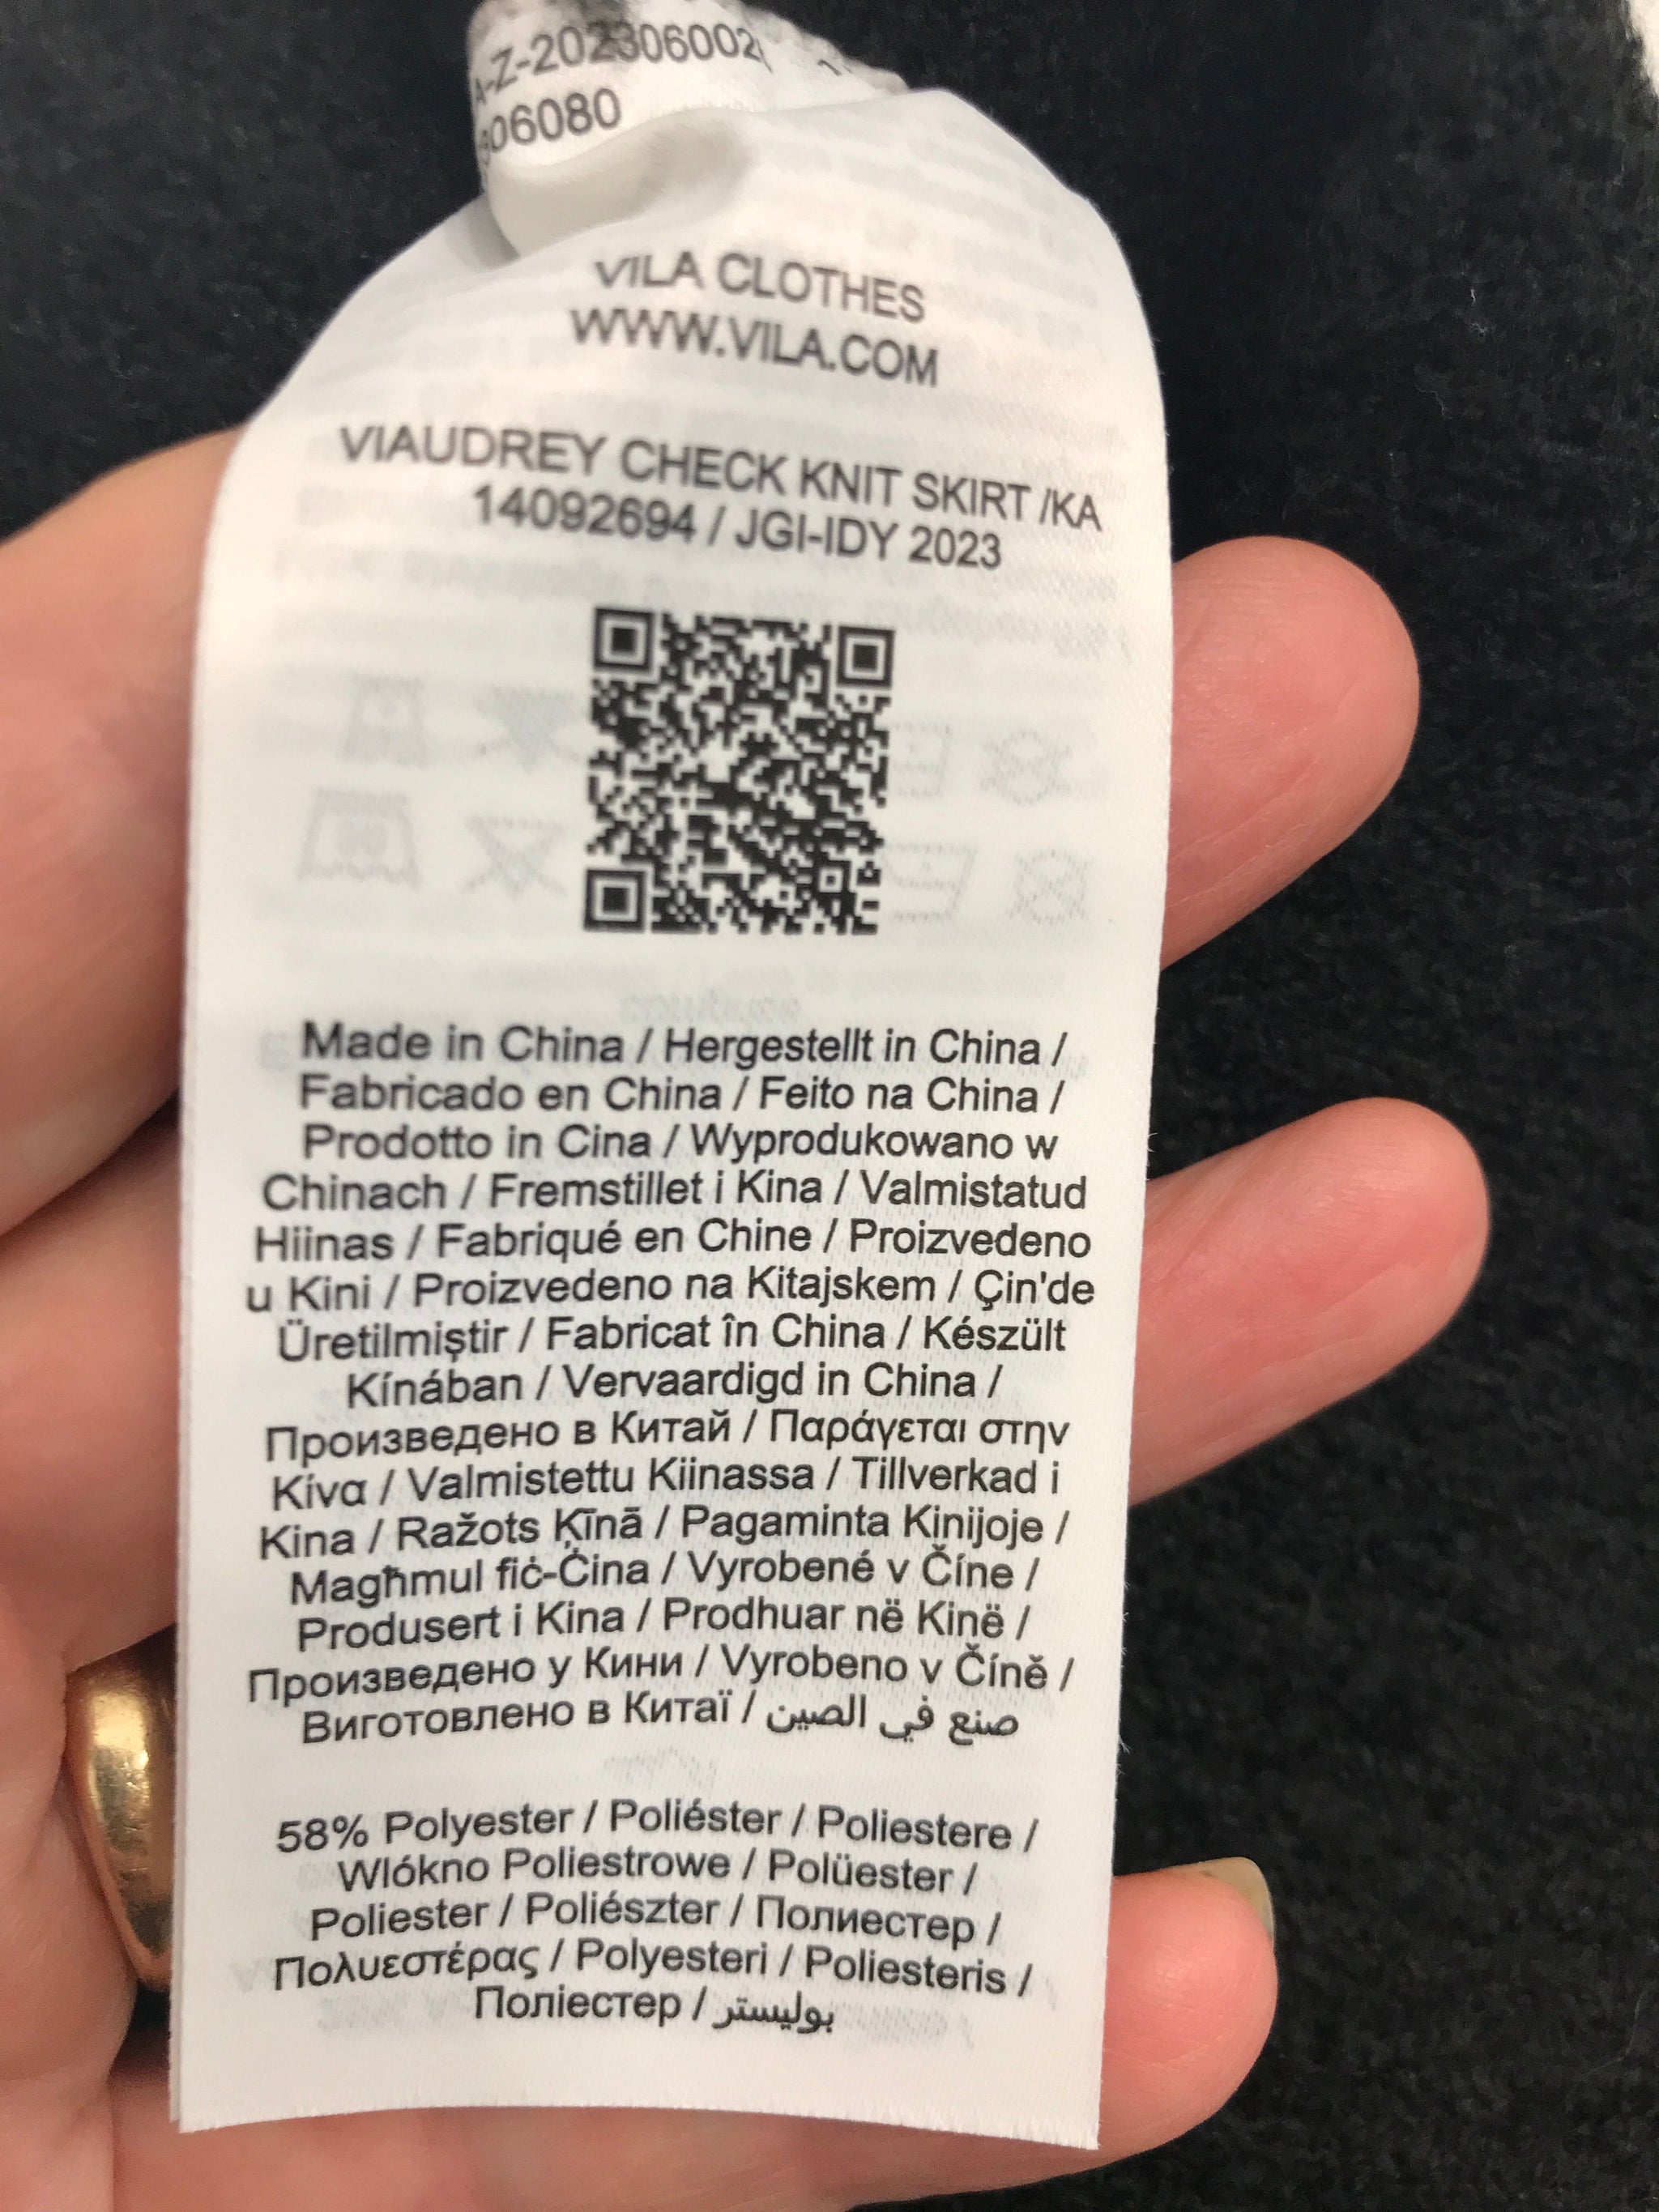 A-Z-202306002
06080
VILA CLOTHES
WWW.VILA.COM
VIAUDREY CHECK KNIT SKIRT /KA
14092694 / JGI-IDY 2023
Made in China / Hergestellt in China /
Fabricado en China / Feito na China /
Prodotto in Cina / Wyprodukowano w
Chinach / Fremstillet i Kina / Valmistatud
Hiinas / Fabriqué en Chine / Proizvedeno
u Kini / Proizvedeno na Kitajskem / Çin'de
Üretilmiştir / Fabricat în China / Készült
Kínában / Vervaardigd in China /
Произведено в Китай / Παράγεται στην
Κίνα / Valmistettu Kiinassa / Tillverkad i
Kina / Ražots Ķīnā / Pagaminta Kinijoje /
Magħmul fiċ-Ċina / Vyrobené v Číne /
Produsert i Kina / Prodhuar në Kinë /
Произведено у Кини / Vyrobeno v Číně /
Виготовлено в Китаї / صنع في الصين
58% Polyester / Poliéster / Poliestere /
Wlókno Poliestrowe / Polüester /
Poliester / Poliészter / Полиестер /
Πολυεστέρας / Polyesteri / Poliesteris /
Поліестер / بوليستر